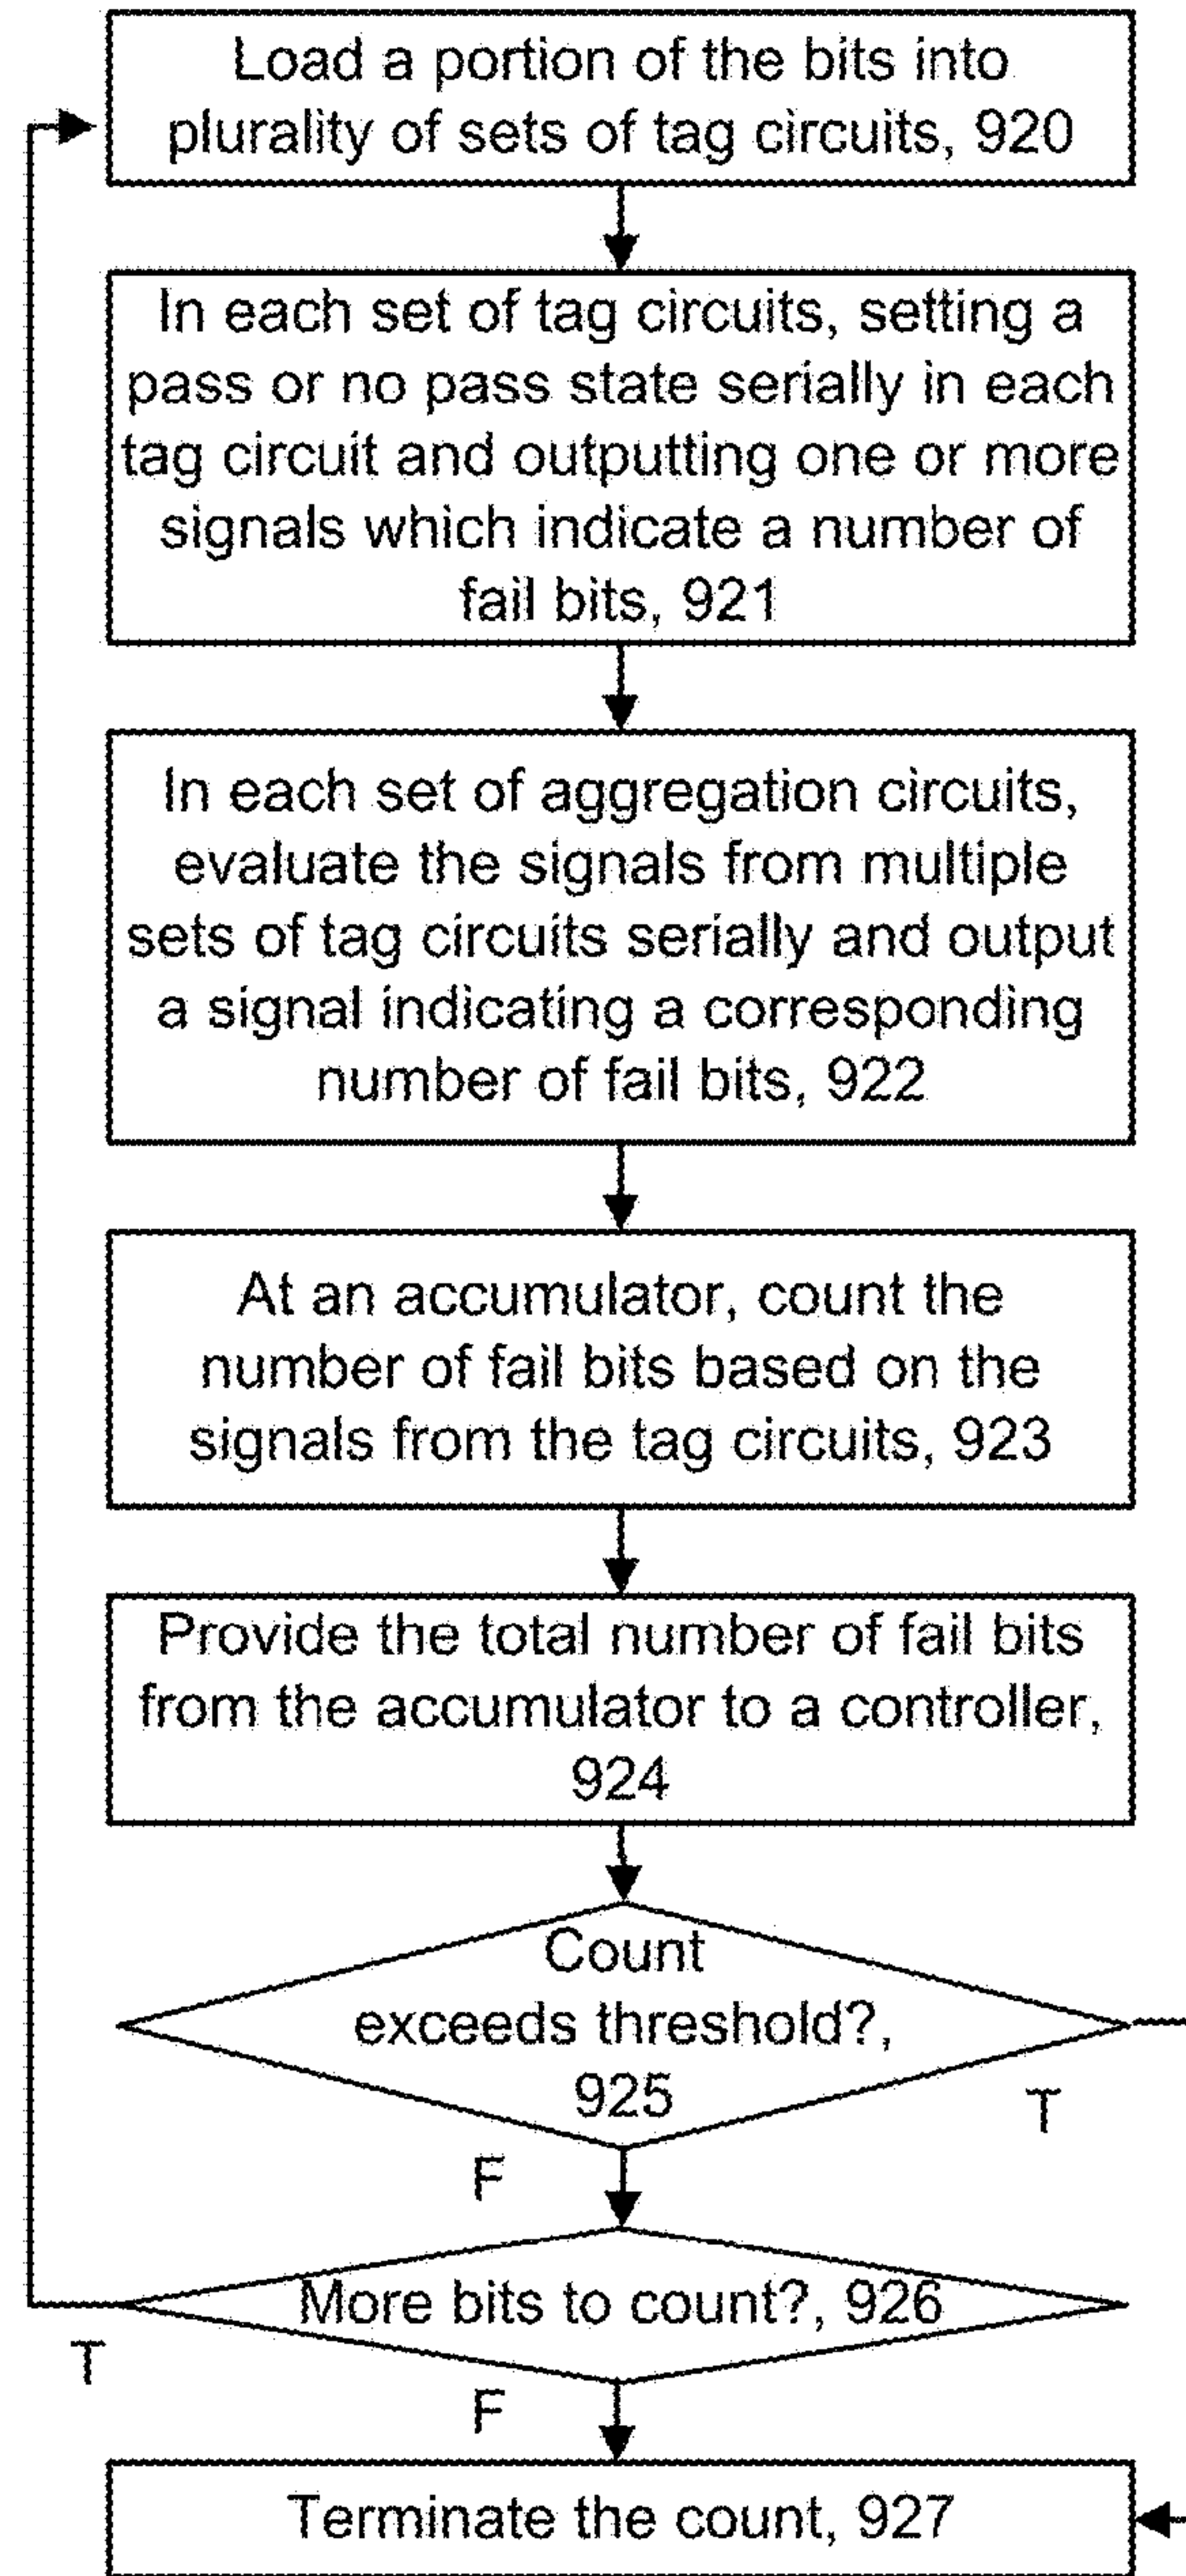 Load a portion of the bits into
plurality of sets of tag circuits, 920
In each set of tag circuits, setting a
pass or no pass state serially in each
tag circuit and outputting one or more
signals which indicate a number of
fail bits, 921
In each set of aggregation circuits,
evaluate the signals from multiple
sets of tag circuits serially and output
a signal indicating a corresponding
number of fail bits, 922
At an accumulator, count the
number of fail bits based on the
signals from the tag circuits, 923
Provide the total number of fail bits
from the accumulator to a controller,
924
Count
exceeds threshold?,
925
T
F
More bits to count?, 926
T
F
Terminate the count, 927